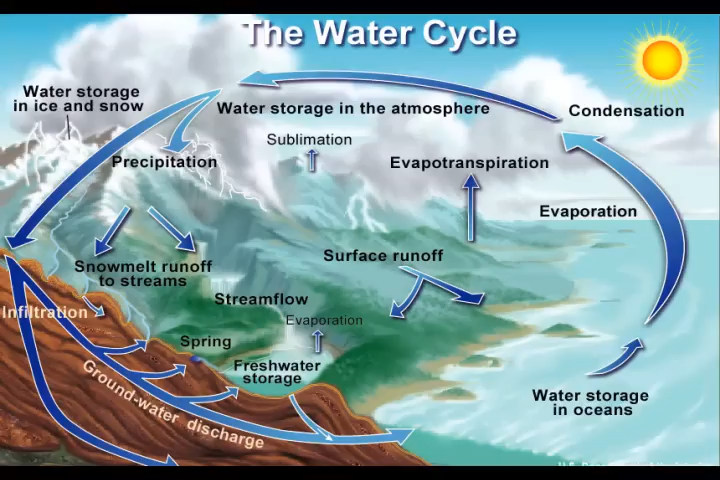 The Water Cycle
Water storage
in ice and snow
Water storage in the atmosphere
Condensation
Sublimation
Precipitation
Evapotranspiration
Evaporation
Surface runoff
Snowmelt runoff
to streams
Streamflow
Infiltration
Evaporation
Spring
Freshwater
storage
Ground-water discharge
Water storage
in oceans